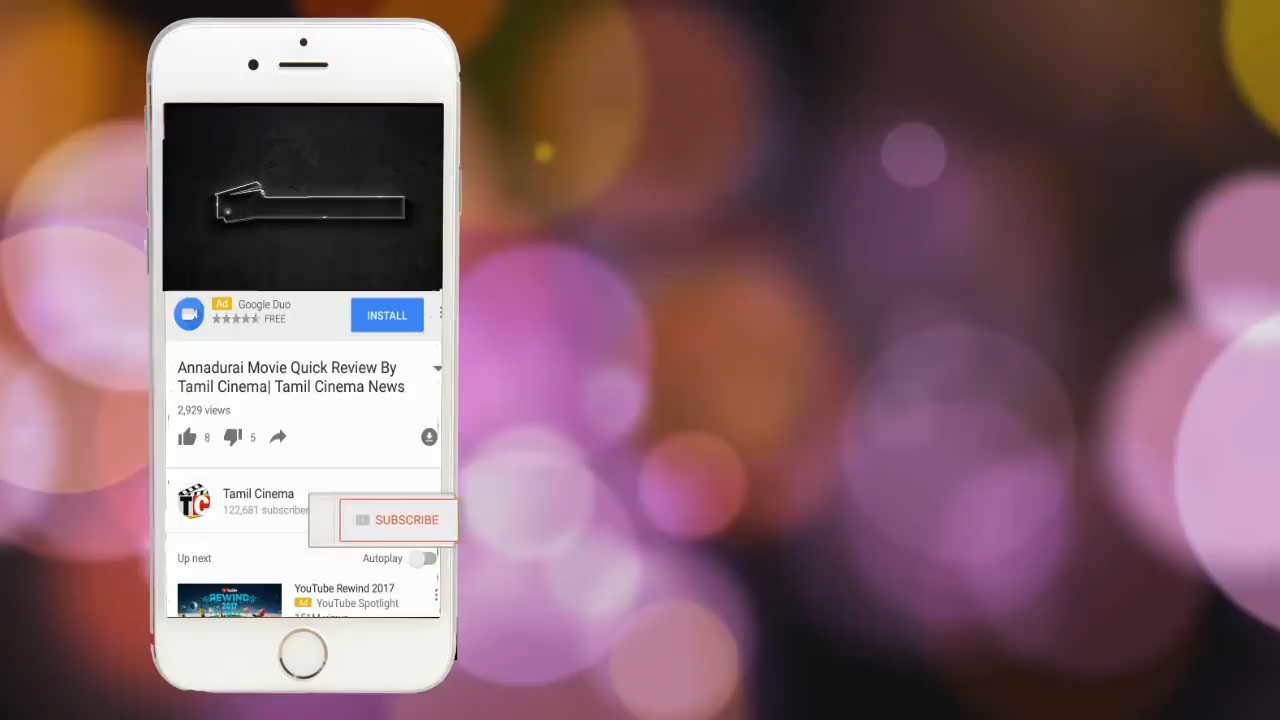 Ad Google Duo
FREE
INSTALL
Annadurai Movie Quick Review By
Tamil Cinema| Tamil Cinema News
2,929 views
8 5
TC
Tamil Cinema
122,681 subscriber
SUBSCRIBE
Up next Autoplay
YouTube Rewind 2017
Ad YouTube Spotlight
YouTube
REWIND
2017